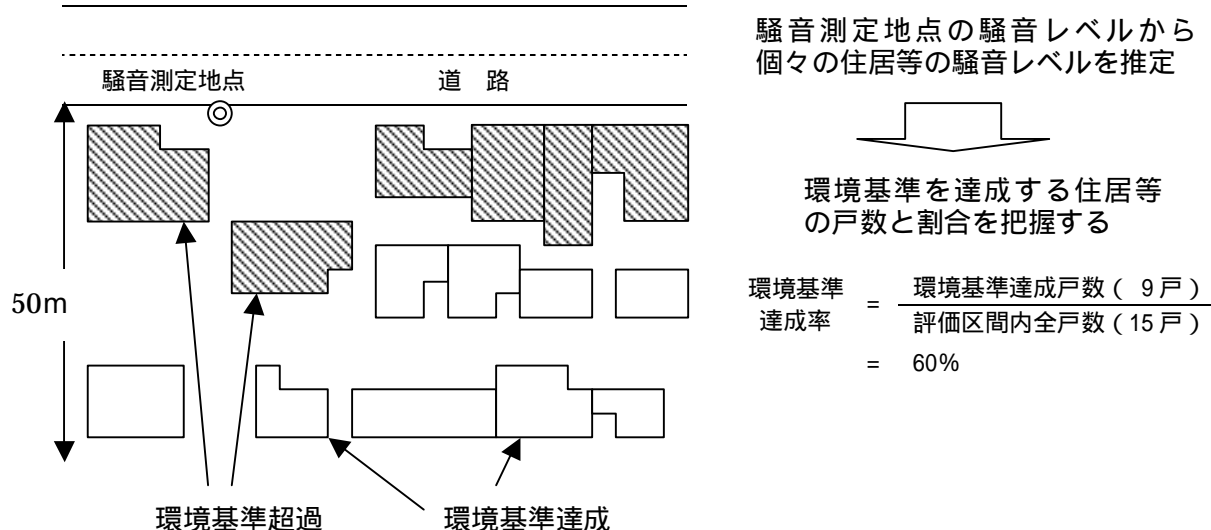 騒音測定地点
道 路
50m
環境基準超過
環境基準達成
騒音測定地点の騒音レベルから
個々の住居等の騒音レベルを推定
環境基準を達成する住居等
の戸数と割合を把握する
環境基準
達成率
=
環境基準達成戸数( 9戸)
評価区間内全戸数(15戸)
= 60%